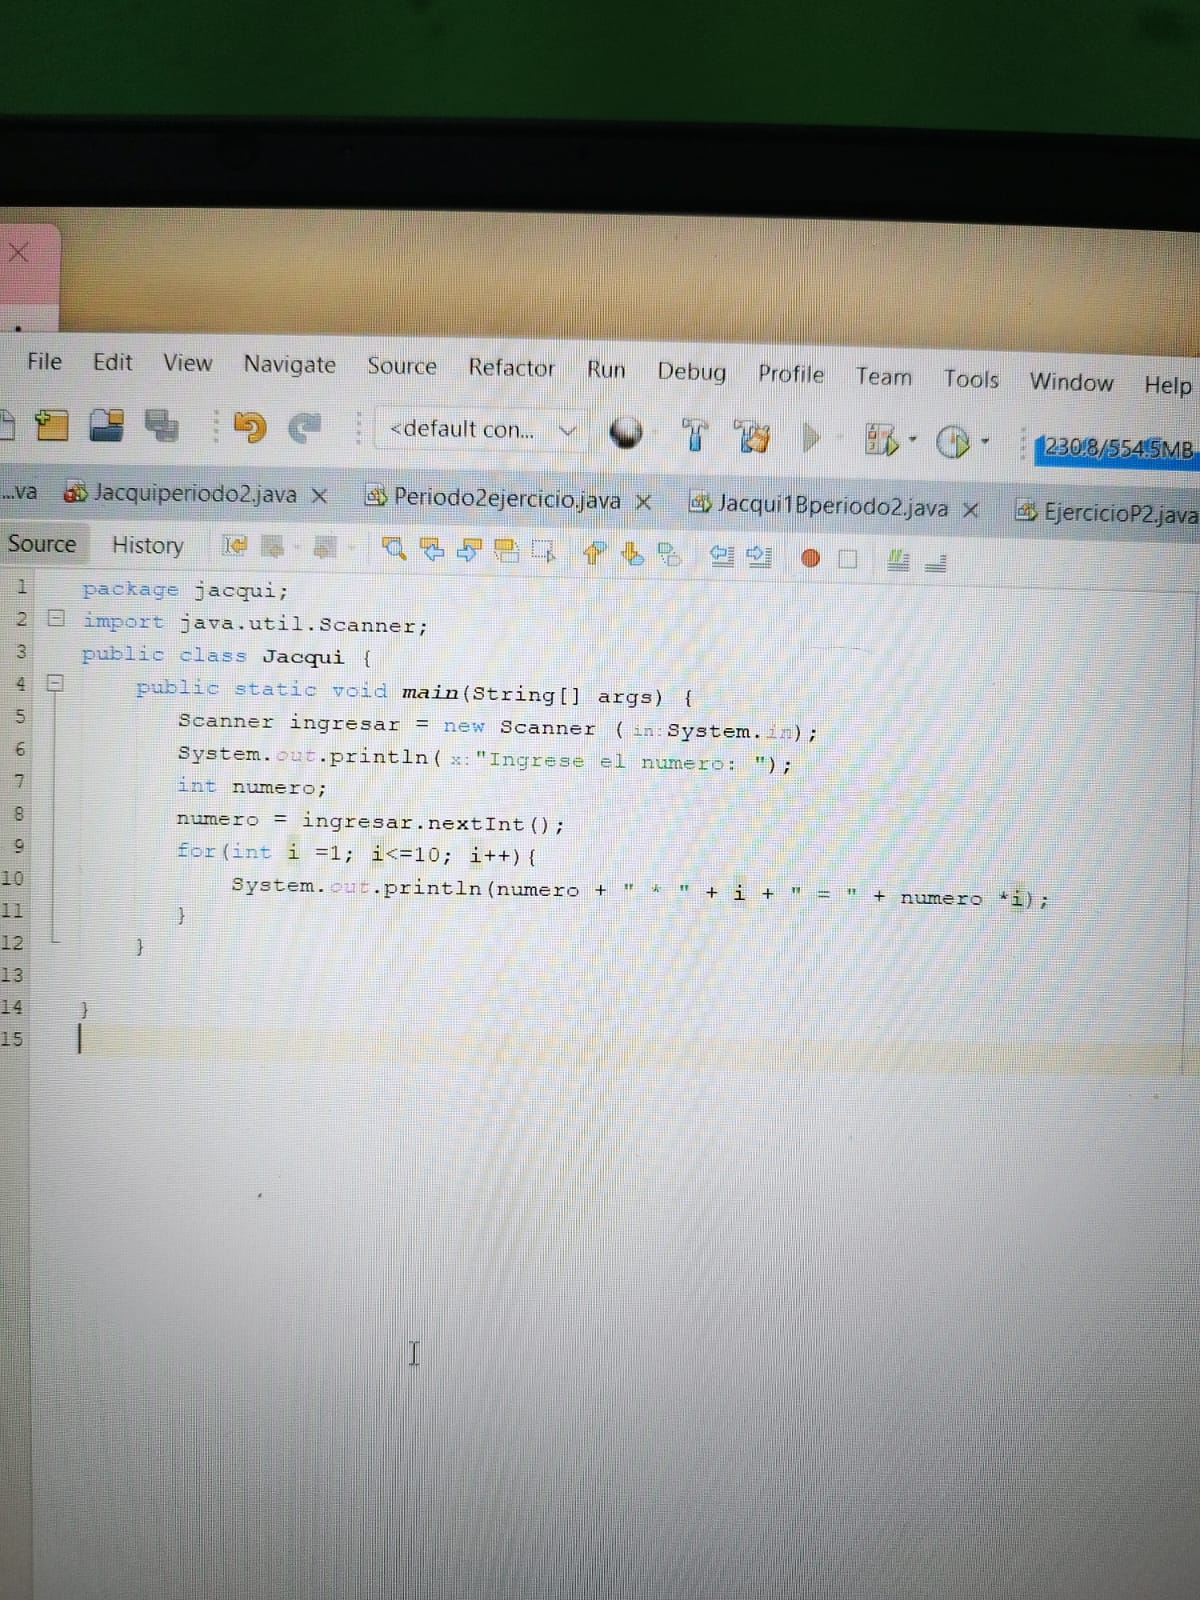 File Edit View Navigate Source Refactor Run Debug Profile Team Tools Window Help
<default con... 230.8/554.5MB
...va Jacquiperiodo2.java Periodo2ejercicio.java Jacqui1Bperiodo2.java EjercicioP2.java
Source History
1 package jacqui;
2 import java.util.Scanner;
3 public class Jacqui {
4 public static void main(String[] args) {
5 Scanner ingresar = new Scanner ( in:System.in);
6 System.out.println( x:"Ingrese el numero: ");
7 int numero;
8 numero = ingresar.nextInt();
9 for(int i =1; i<=10; i++){
10 System.out.println(numero + " * " + i + " = " + numero *i);
11 }
12 }
13
14 }
15